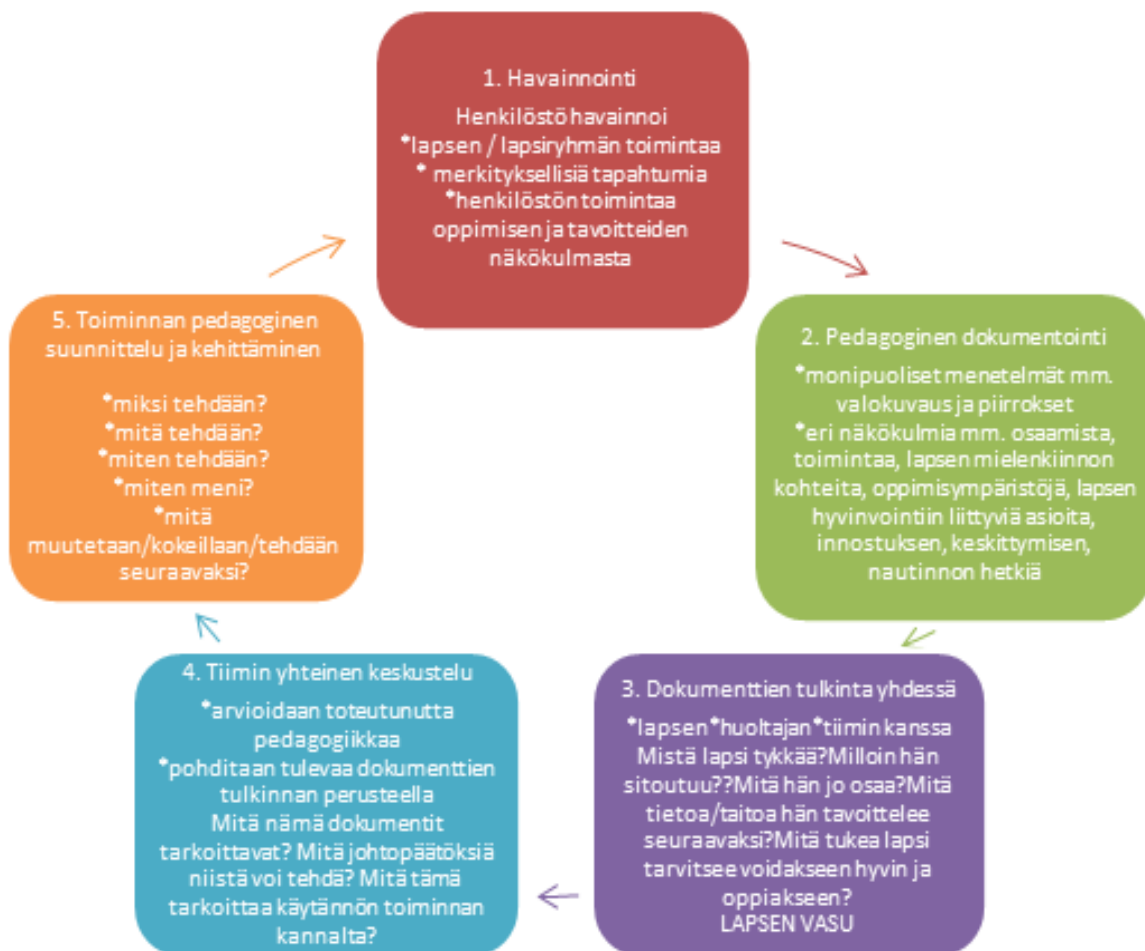 1. Havainnointi
Henkilöstö havainnoi
*lapsen / lapsiryhmän toimintaa
* merkityksellisiä tapahtumia
*henkilöstön toimintaa
oppimisen ja tavoitteiden
näkökulmasta
2. Pedagoginen dokumentointi
*monipuoliset menetelmät mm.
valokuvaus ja piirrokset
*eri näkökulmia mm. osaamista,
toimintaa, lapsen mielenkiinnon
kohteita, oppimisympäristöjä, lapsen
hyvinvointiin liittyviä asioita,
innostuksen, keskittymisen,
nautinnon hetkiä
3. Dokumenttien tulkinta yhdessä
*lapsen*huoltajan*tiimin kanssa
Mistä lapsi tykkää?Milloin hän
sitoutuu??Mitä hän jo osaa?Mitä
tietoa/taitoa hän tavoittelee
seuraavaksi?Mitä tukea lapsi
tarvitsee voidakseen hyvin ja
oppiakseen?
LAPSEN VASU
4. Tiimin yhteinen keskustelu
*arvioidaan toteutunutta
pedagogiikkaa
*pohditaan tulevaa dokumenttien
tulkinnan perusteella
Mitä nämä dokumentit
tarkoittavat? Mitä johtopäätöksiä
niistä voi tehdä? Mitä tämä
tarkoittaa käytännön toiminnan
kannalta?
5. Toiminnan pedagoginen
suunnittelu ja kehittäminen
*miksi tehdään?
*mitä tehdään?
*miten tehdään?
*miten meni?
*mitä
muutetaan/kokeillaan/tehdään
seuraavaksi?